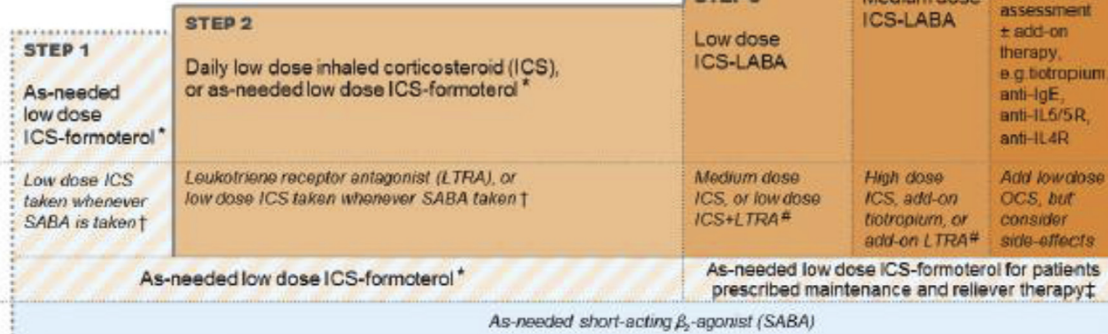 STEP 1
As-needed
low dose
ICS-formoterol *
STEP 2
Daily low dose inhaled corticosteroid (ICS),
or as-needed low dose ICS-formoterol *
Low dose
ICS-LABA
Medium dose
ICS-LABA
assessment
± add-on
therapy,
e.g.tiotropium,
anti-IgE,
anti-IL5/5R,
anti-IL4R
Low dose ICS
taken whenever
SABA is taken †
Leukotriene receptor antagonist (LTRA), or
low dose ICS taken whenever SABA taken †
Medium dose
ICS, or low dose
ICS+LTRA #
High dose
ICS, add-on
tiotropium, or
add-on LTRA #
Add low dose
OCS, but
consider
side-effects
As-needed low dose ICS-formoterol *
As-needed low dose ICS-formoterol for patients
prescribed maintenance and reliever therapy‡
As-needed short-acting β₂-agonist (SABA)